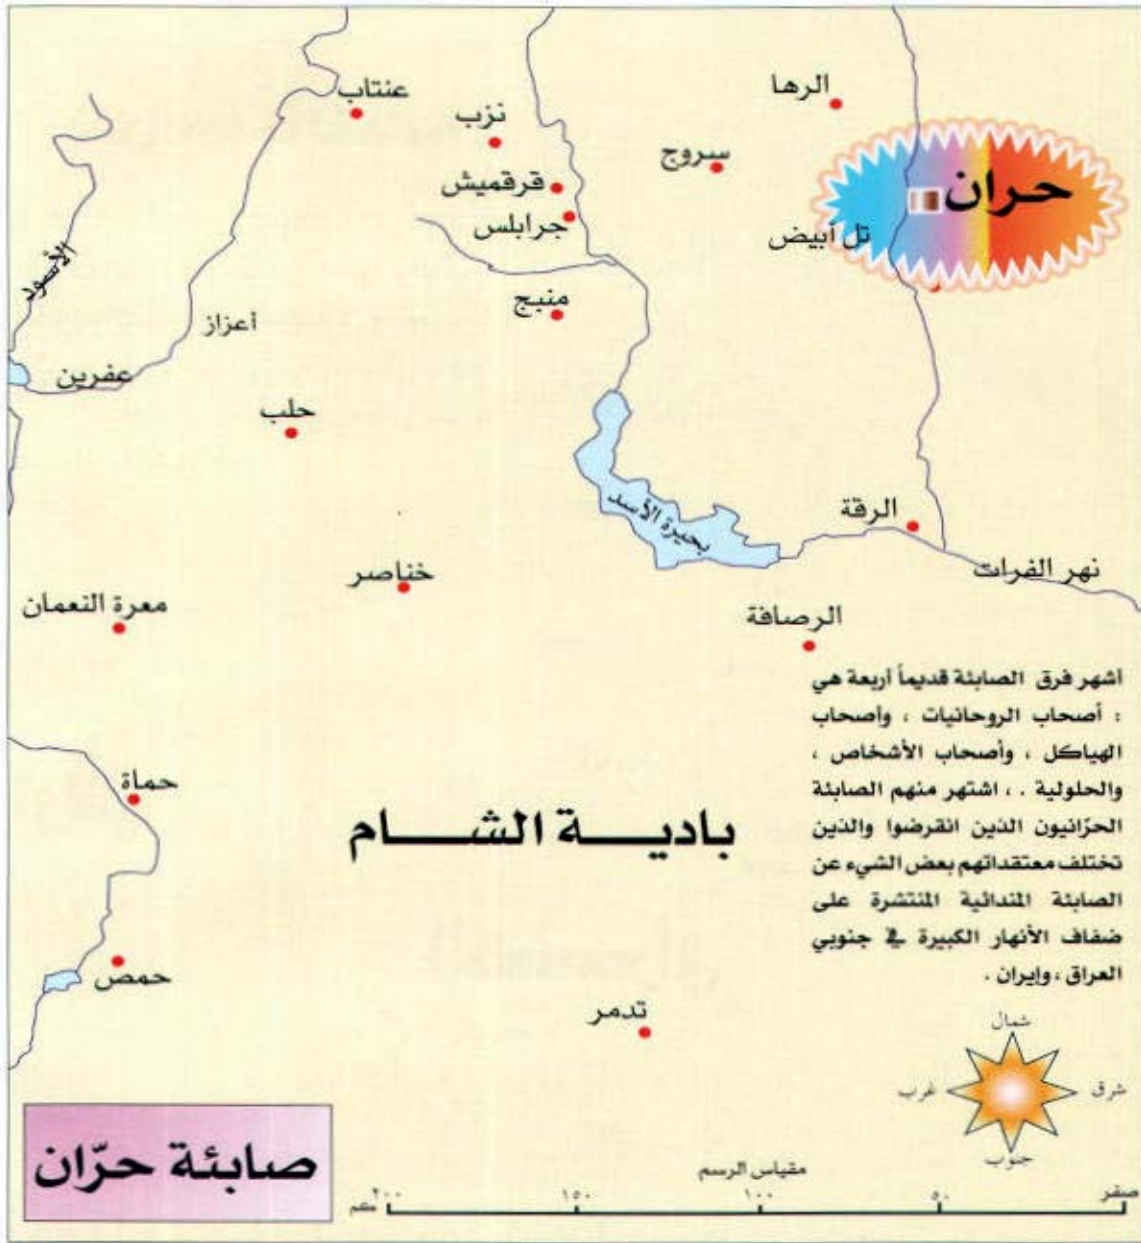 عنتاب
نزب
الرها
سروج
قرقميش
جرابلس
حران
تل أبيض
الأسود
منبج
أعزاز
عفرين
حلب
بحيرة الأسد
الرقة
نهر الفرات
خناصر
معرة النعمان
الرصافة
أشهر فرق الصابئة قديماً أربعة هي
: أصحاب الروحانيات ، وأصحاب
الهياكل ، وأصحاب الأشخاص ،
والحلولية . ، اشتهر منهم الصابئة
الحرّانيون الذين انقرضوا والذين
تختلف معتقداتهم بعض الشيء عن
الصابئة المندائية المنتشرة على
ضفاف الأنهار الكبيرة في جنوبي
العراق ، وإيران .
حماة
باديـــة الشـــام
حمص
تدمر
شمال
شرق
غرب
جنوب
صابئة حرّان
مقياس الرسم
صفر ٥٠ ١٠٠ ١٥٠ ٢٠٠ كم